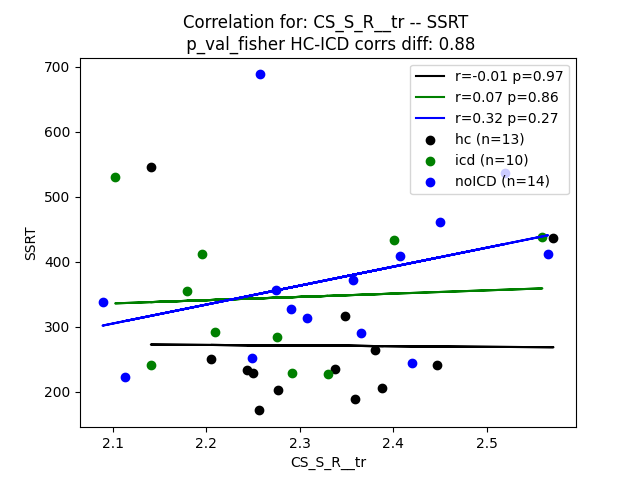 Correlation for: CS_S_R__tr -- SSRT
p_val_fisher HC-ICD corrs diff: 0.88
700
600
500
400
300
200
SSRT
r=-0.01 p=0.97
r=0.07 p=0.86
r=0.32 p=0.27
hc (n=13)
icd (n=10)
noICD (n=14)
2.1 2.2 2.3 2.4 2.5
CS_S_R__tr